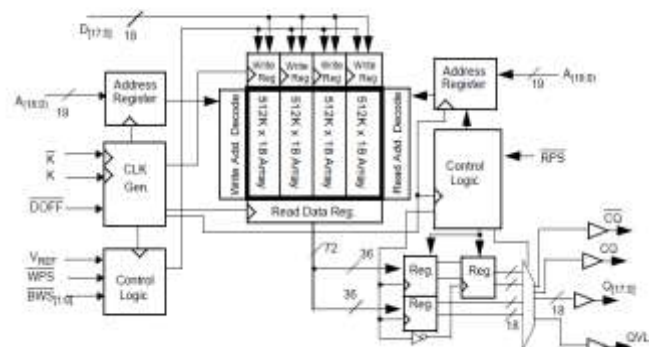 D[17:0]
18
Write Reg
Write Reg
Write Reg
Write Reg
Address Register
A(18:0)
19
Address Register
A(18:0)
19
Write Add. Decode
512K x 18 Array
512K x 18 Array
512K x 18 Array
512K x 18 Array
Read Add. Decode
K
K
CLK Gen.
DOFF
Control Logic
RPS
Read Data Reg.
VREF
WPS
BWS[1:0]
Control Logic
72
36
36
Reg.
Reg.
Reg
18
CQ
CQ
Q[17:0]
18
QVL